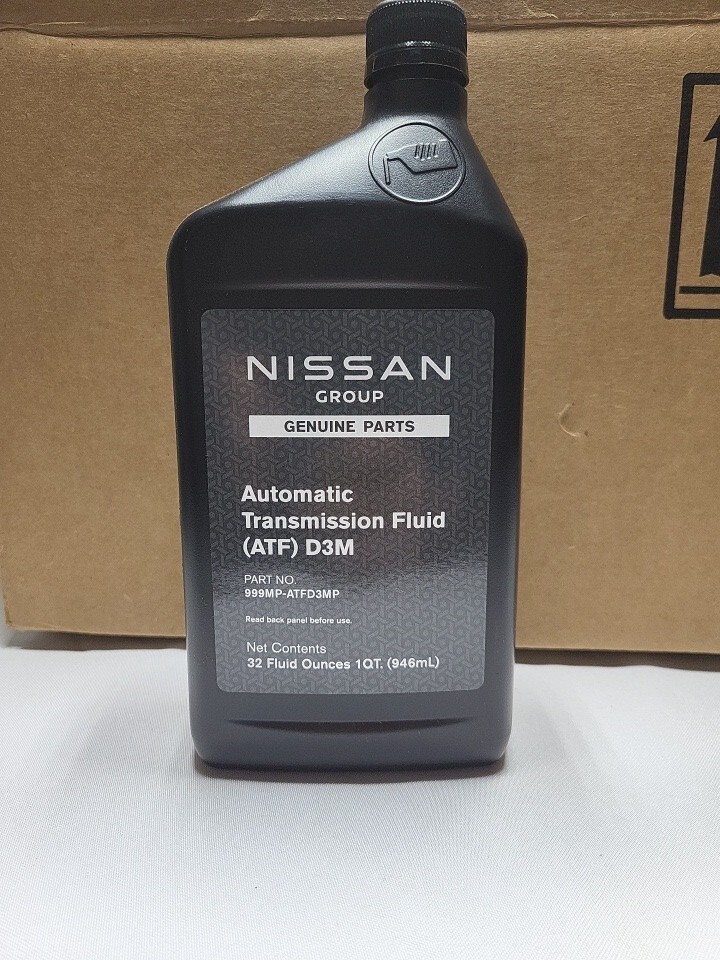 NISSAN
GROUP
GENUINE PARTS
Automatic
Transmission Fluid
(ATF) D3M
PART NO.
999MP-ATFD3MP
Read back panel before use.
Net Contents
32 Fluid Ounces 1QT. (946mL)